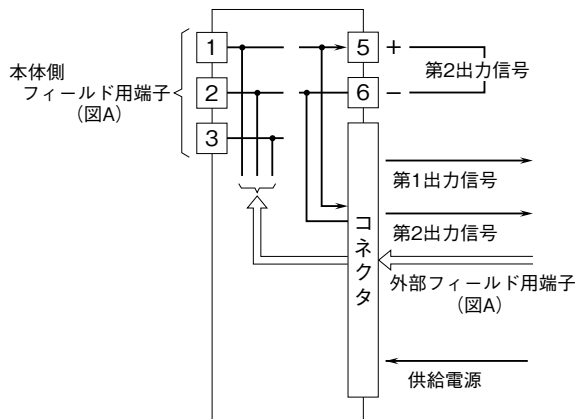 1
2
3
本体側
フィールド用端子
(図A)
5
+
6
−
第2出力信号
コネクタ
第1出力信号
第2出力信号
外部フィールド用端子
(図A)
供給電源